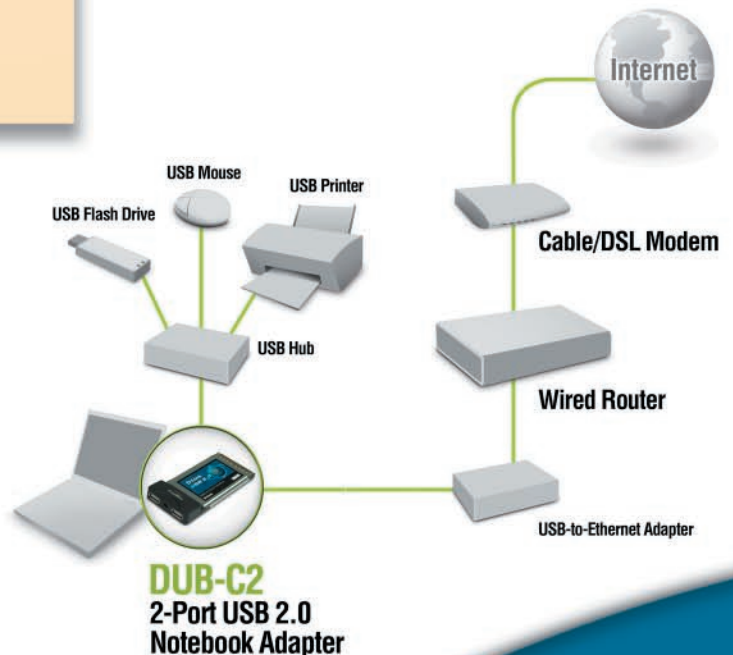 Internet
USB Mouse
USB Printer
USB Flash Drive
Cable/DSL Modem
USB Hub
Wired Router
USB-to-Ethernet Adapter
DUB-C2
2-Port USB 2.0
Notebook Adapter